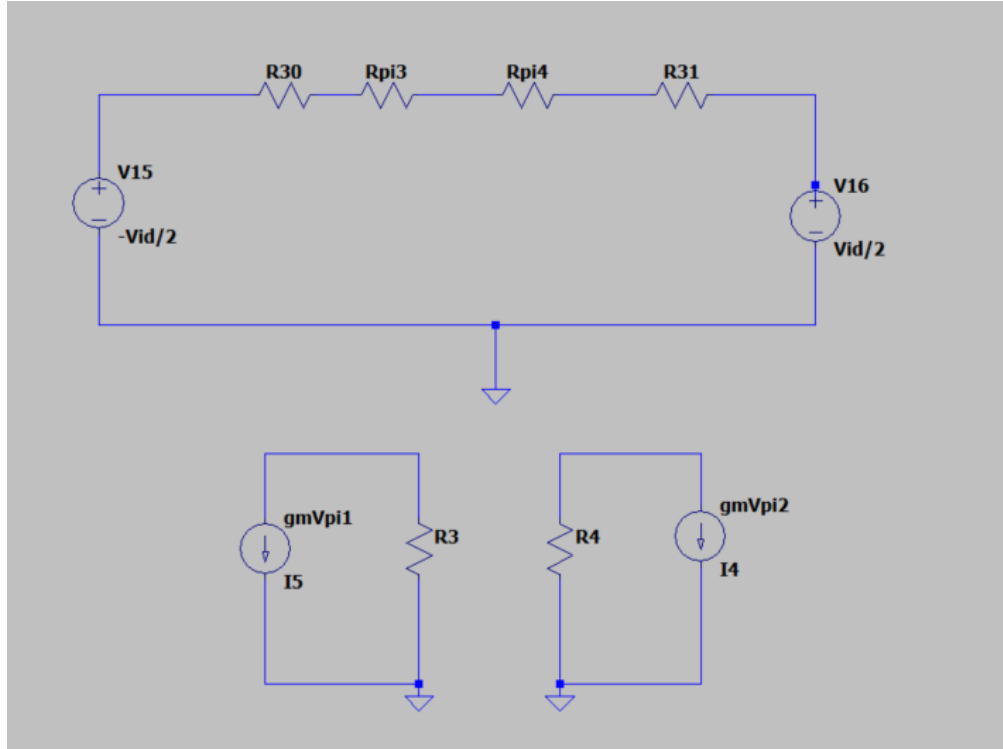 R30 Rpi3 Rpi4 R31
V15
-Vid/2
V16
Vid/2
gmVpi1
I5
R3
R4
gmVpi2
I4